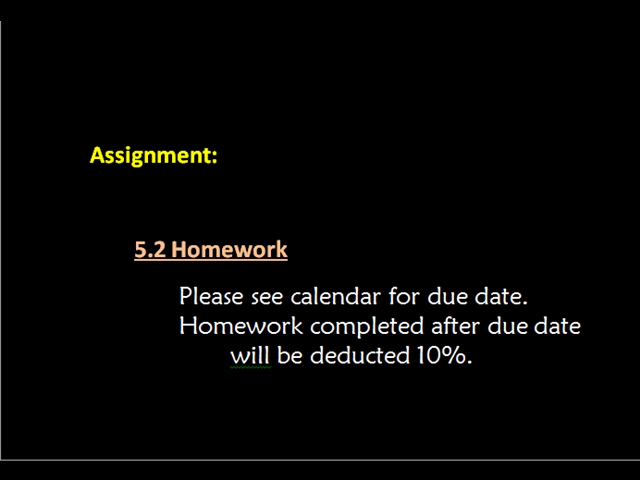 Assignment:
5.2 Homework
Please see calendar for due date.
Homework completed after due date
will be deducted 10%.